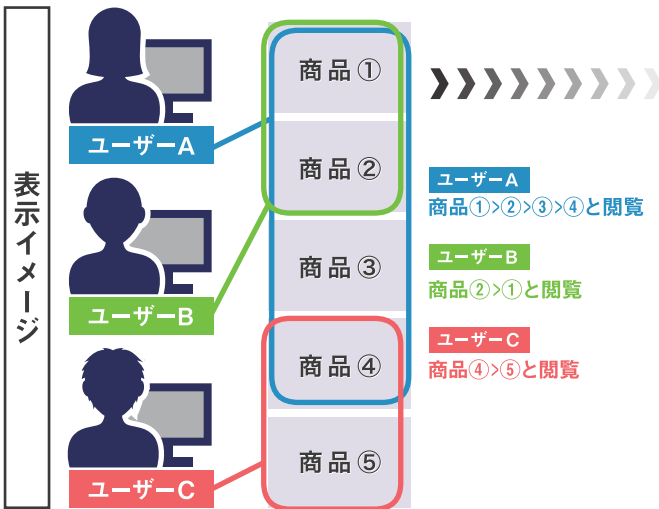 表示イメージ
ユーザーA
ユーザーB
ユーザーC
商品①
商品②
商品③
商品④
商品⑤
ユーザーA
商品①>②>③>④と閲覧
ユーザーB
商品②>①と閲覧
ユーザーC
商品④>⑤と閲覧